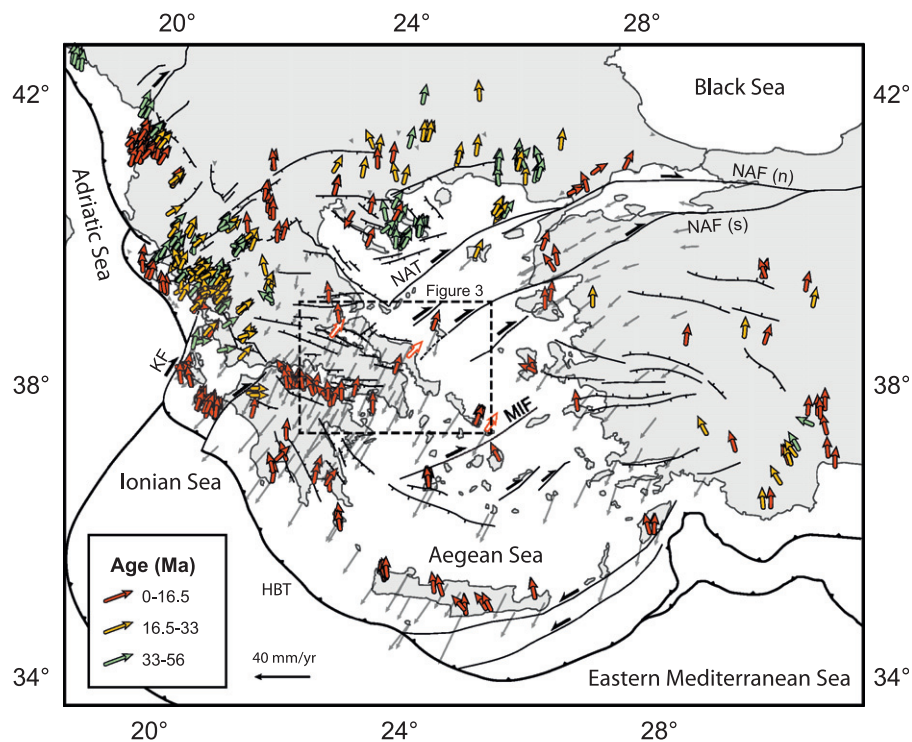 20° 24° 28°
42° 42°
Black Sea
Adriatic Sea
NAF (n)
NAF (s)
NAT
Figure 3
KF
38° 38°
MIF
Ionian Sea
Age (Ma)
0-16.5
16.5-33
33-56
Aegean Sea
HBT
40 mm/yr
34° 34°
Eastern Mediterranean Sea
20° 24° 28°